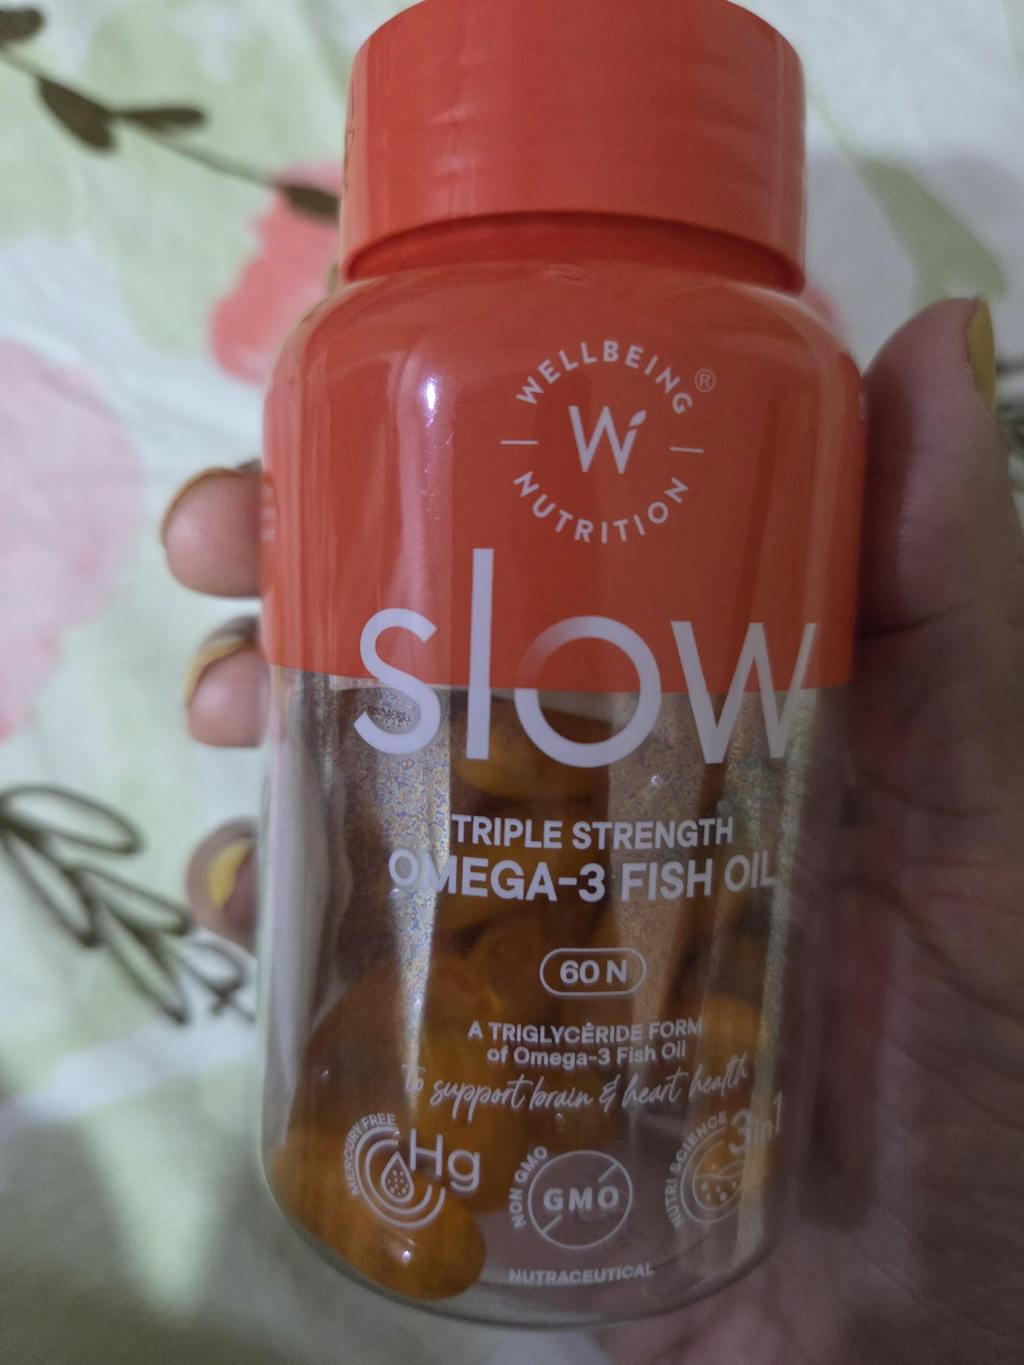 WELLBEING
®
Wi
NUTRITION
slow
TRIPLE STRENGTH
OMEGA-3 FISH OIL
60 N
A TRIGLYCERIDE FORM
of Omega-3 Fish Oil
To support brain & heart health
MERCURY FREE
Hg
NON GMO
GMO
NUTRI SCIENCE
3in1
NUTRACEUTICAL